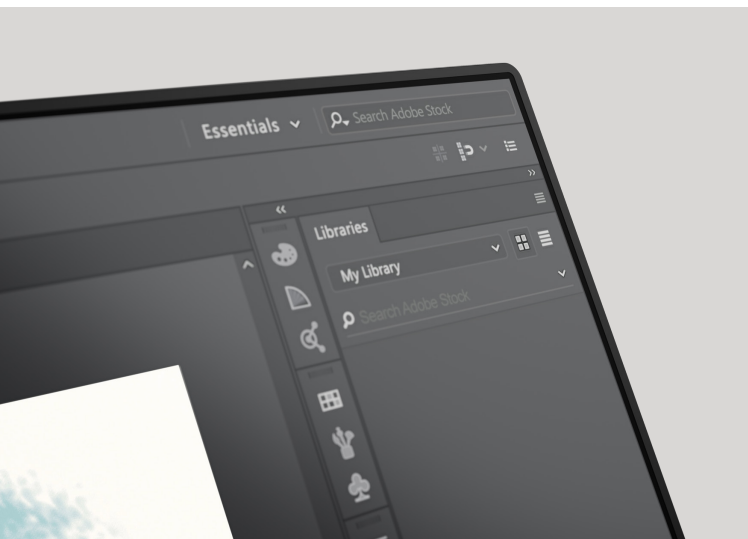 Essentials
Search Adobe Stock
Libraries
My Library
Search Adobe Stock